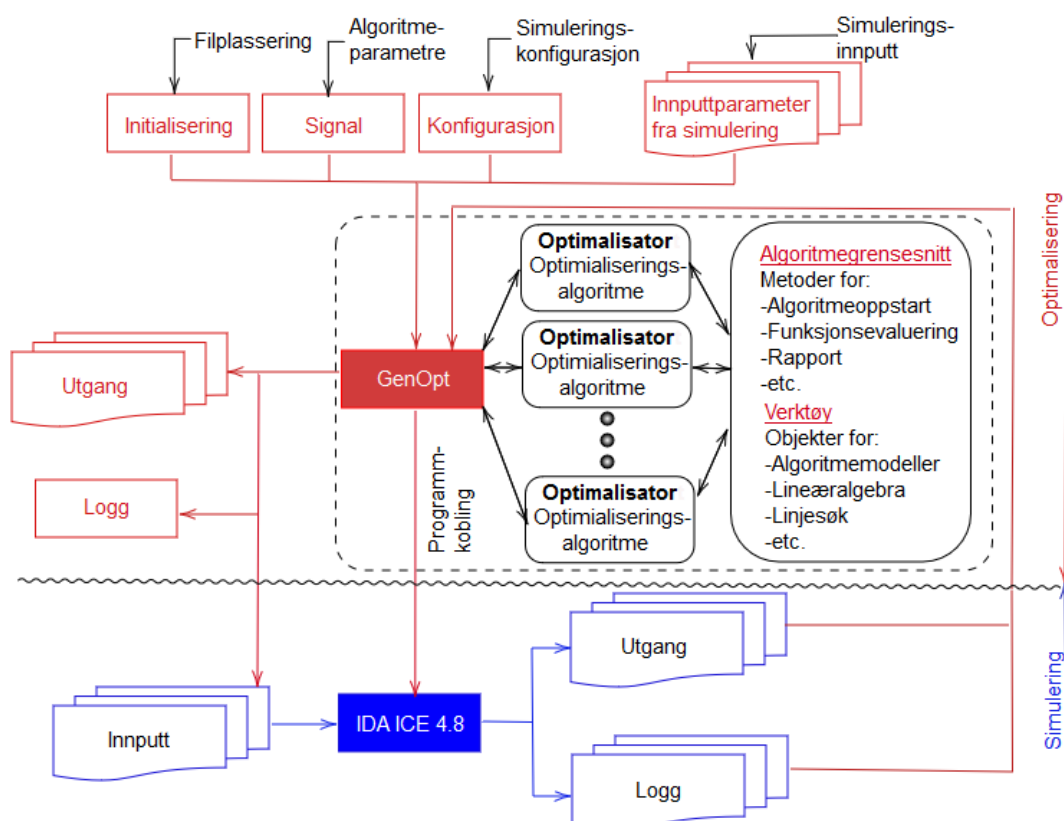 Filplassering
Algoritme-
parametre
Simulerings-
konfigurasjon
Simulerings-
innputt
Initialisering
Signal
Konfigurasjon
Innputtparameter
fra simulering
Optimalisering
Optimalisator
Optimialiserings-
algoritme
Optimalisator
Optimialiserings-
algoritme
Optimalisator
Optimialiserings-
algoritme
Algoritmegrensesnitt
Metoder for:
-Algoritmeoppstart
-Funksjonsevaluering
-Rapport
-etc.
Verktøy
Objekter for:
-Algoritmemodeller
-Lineæralgebra
-Linjesøk
-etc.
GenOpt
Utgang
Logg
Programm-
kobling
Simulering
Innputt
IDA ICE 4.8
Utgang
Logg